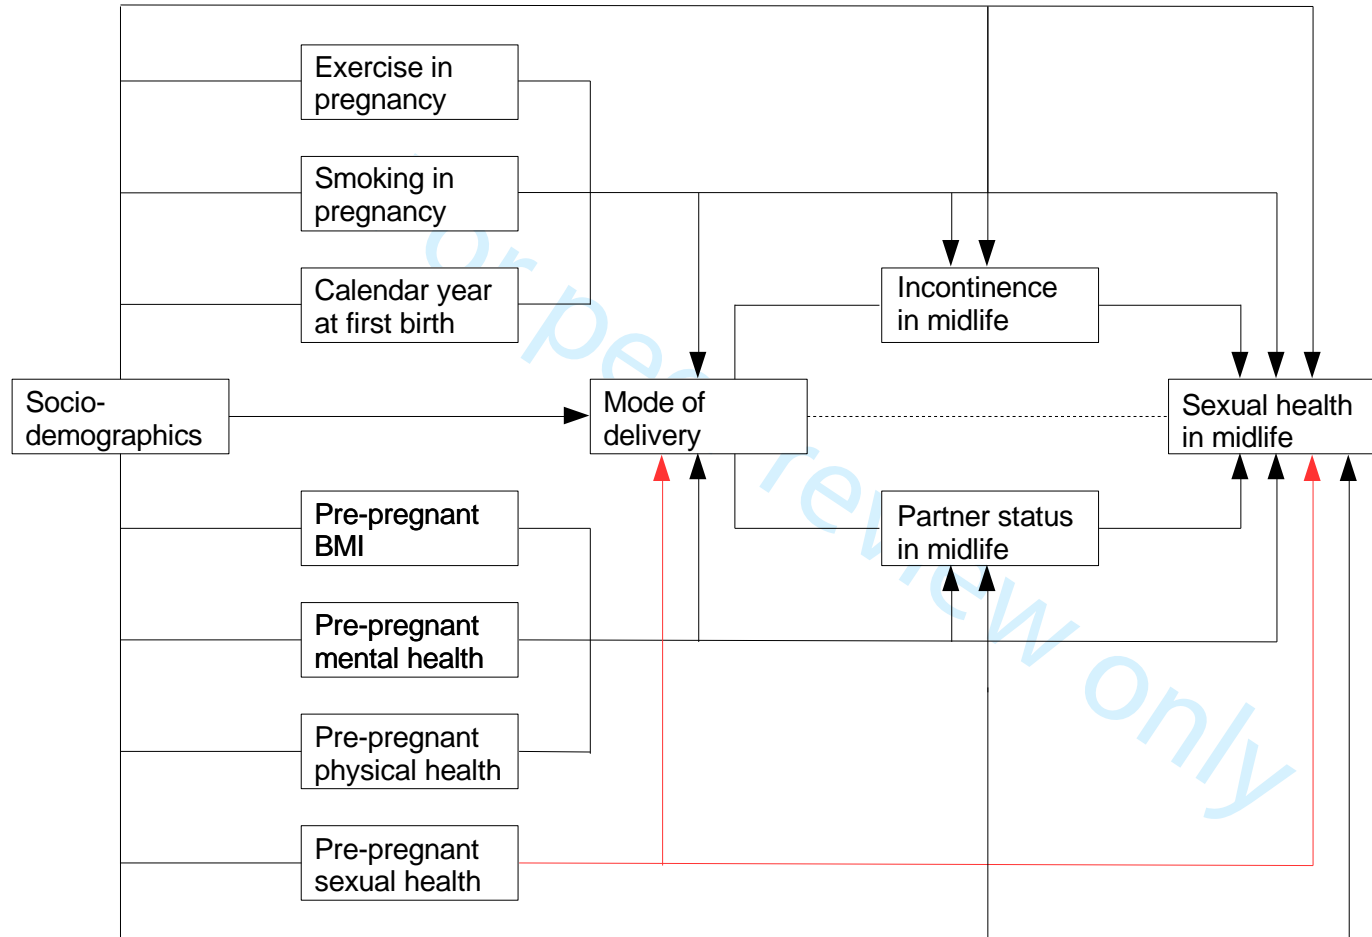 Exercise in
pregnancy
Smoking in
pregnancy
Calendar year
at first birth
Incontinence
in midlife
Socio-
demographics
Mode of
delivery
Sexual health
in midlife
Pre-pregnant
BMI
Partner status
in midlife
Pre-pregnant
mental health
Pre-pregnant
physical health
Pre-pregnant
sexual health
or peer review only